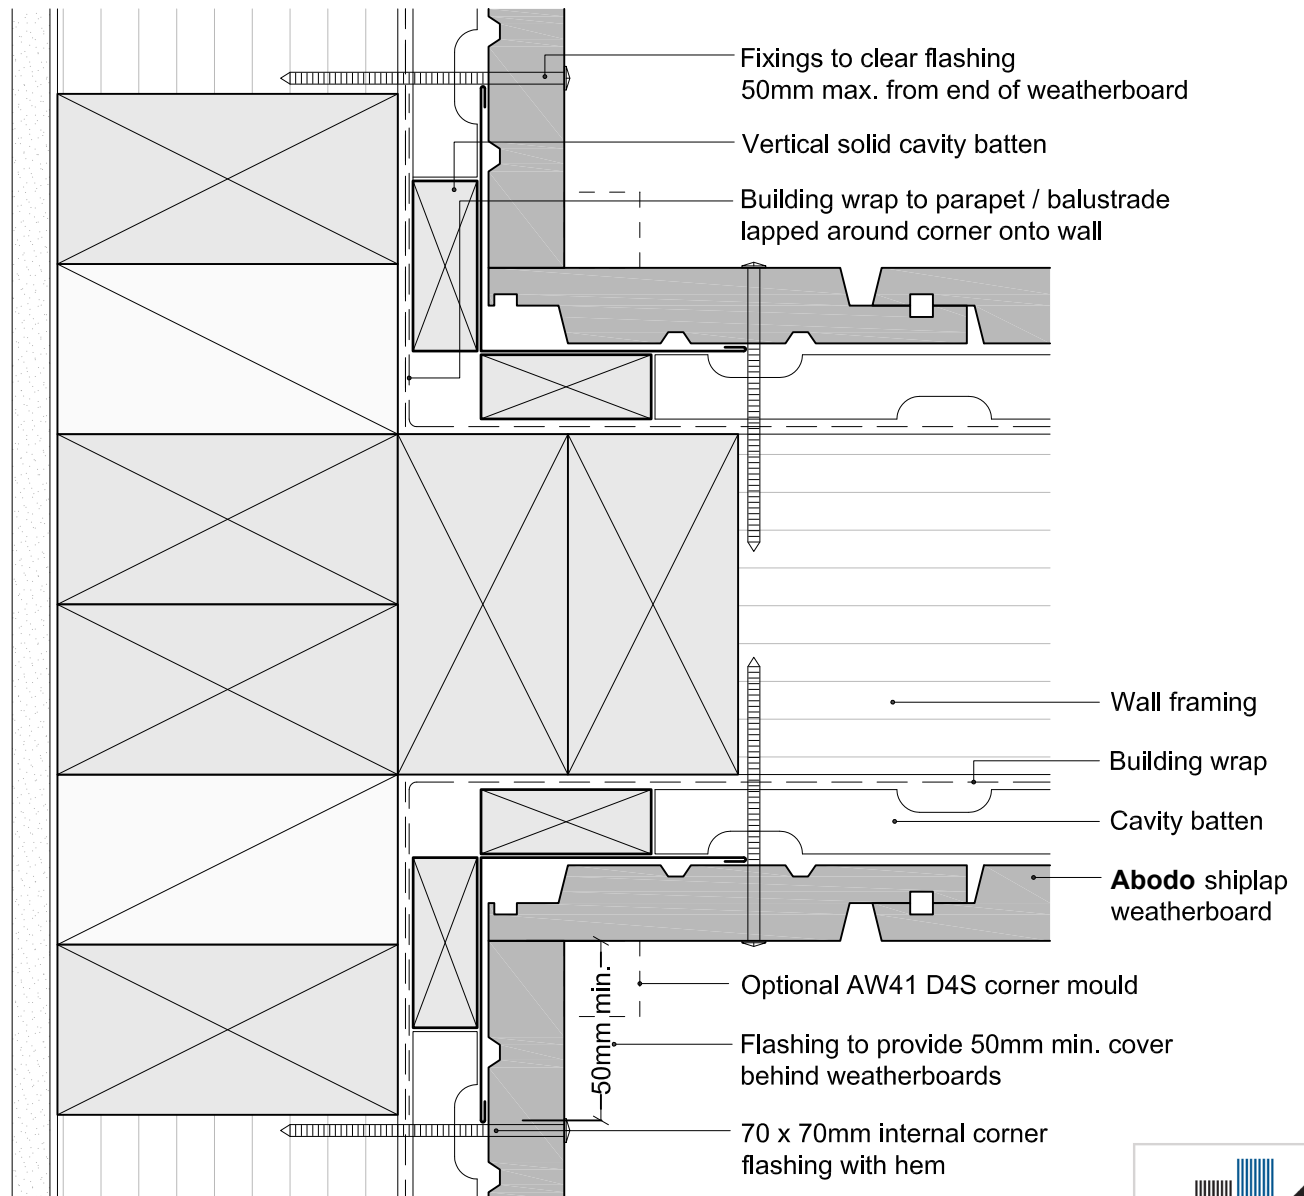 Fixings to clear flashing
50mm max. from end of weatherboard
Vertical solid cavity batten
Building wrap to parapet / balustrade
lapped around corner onto wall
Wall framing
Building wrap
Cavity batten
Abodo shiplap
weatherboard
Optional AW41 D4S corner mould
50mm min.
Flashing to provide 50mm min. cover
behind weatherboards
70 x 70mm internal corner
flashing with hem